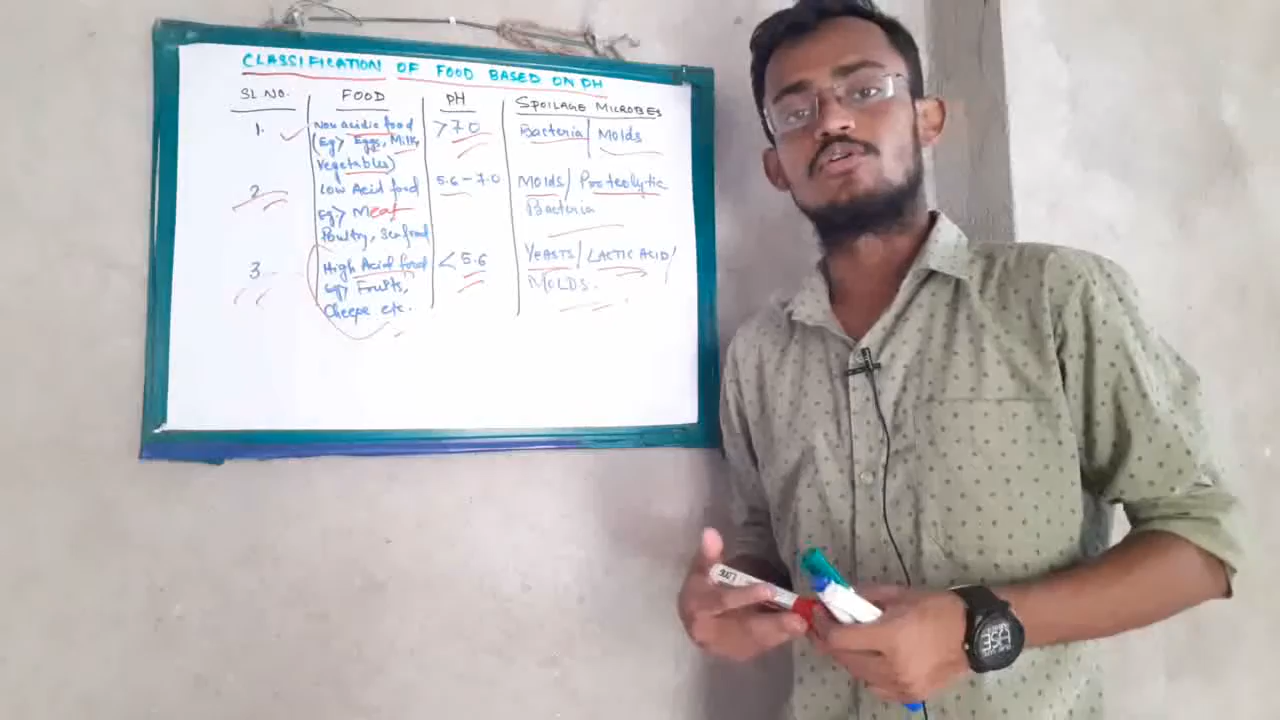 CLASSIFICATION OF FOOD BASED ON PH
SL NO. FOOD PH SPOILAGE MICROBES
1. Non acidic food >7.0 Bacteria/ Molds
(Eg> Eggs, Milk,
Vegetables)
2. Low Acid food 5.6-7.0 Molds/ Proteolytic
Eg> Meat Bacteria
Poultry, Seafood
3. High Acid food <5.6 YEASTS/ LACTIC ACID/
eg> Fruits, MOLDS.
Cheepe etc.